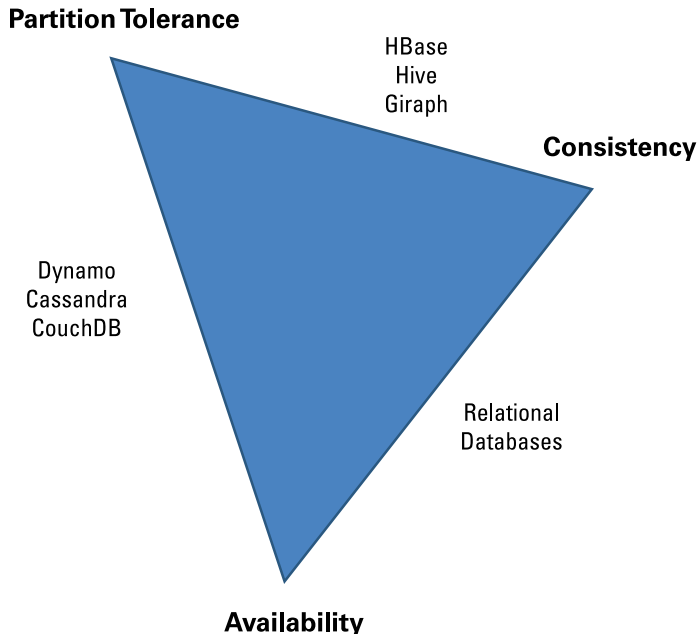 Partition Tolerance
HBase
Hive
Giraph
Consistency
Dynamo
Cassandra
CouchDB
Relational
Databases
Availability